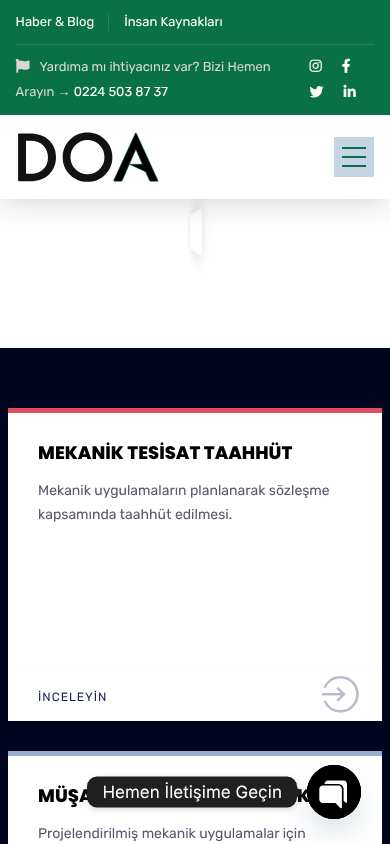 Haber & Blog
İnsan Kaynakları
Yardıma mı ihtiyacınız var? Bizi Hemen
Arayın → 0224 503 87 37
DOA
MEKANİK TESİSAT TAAHHÜT
Mekanik uygulamaların planlanarak sözleşme
kapsamında taahhüt edilmesi.
İNCELEYİN
Hemen İletişime Geçin
Projelendirilmiş mekanik uygulamalar için